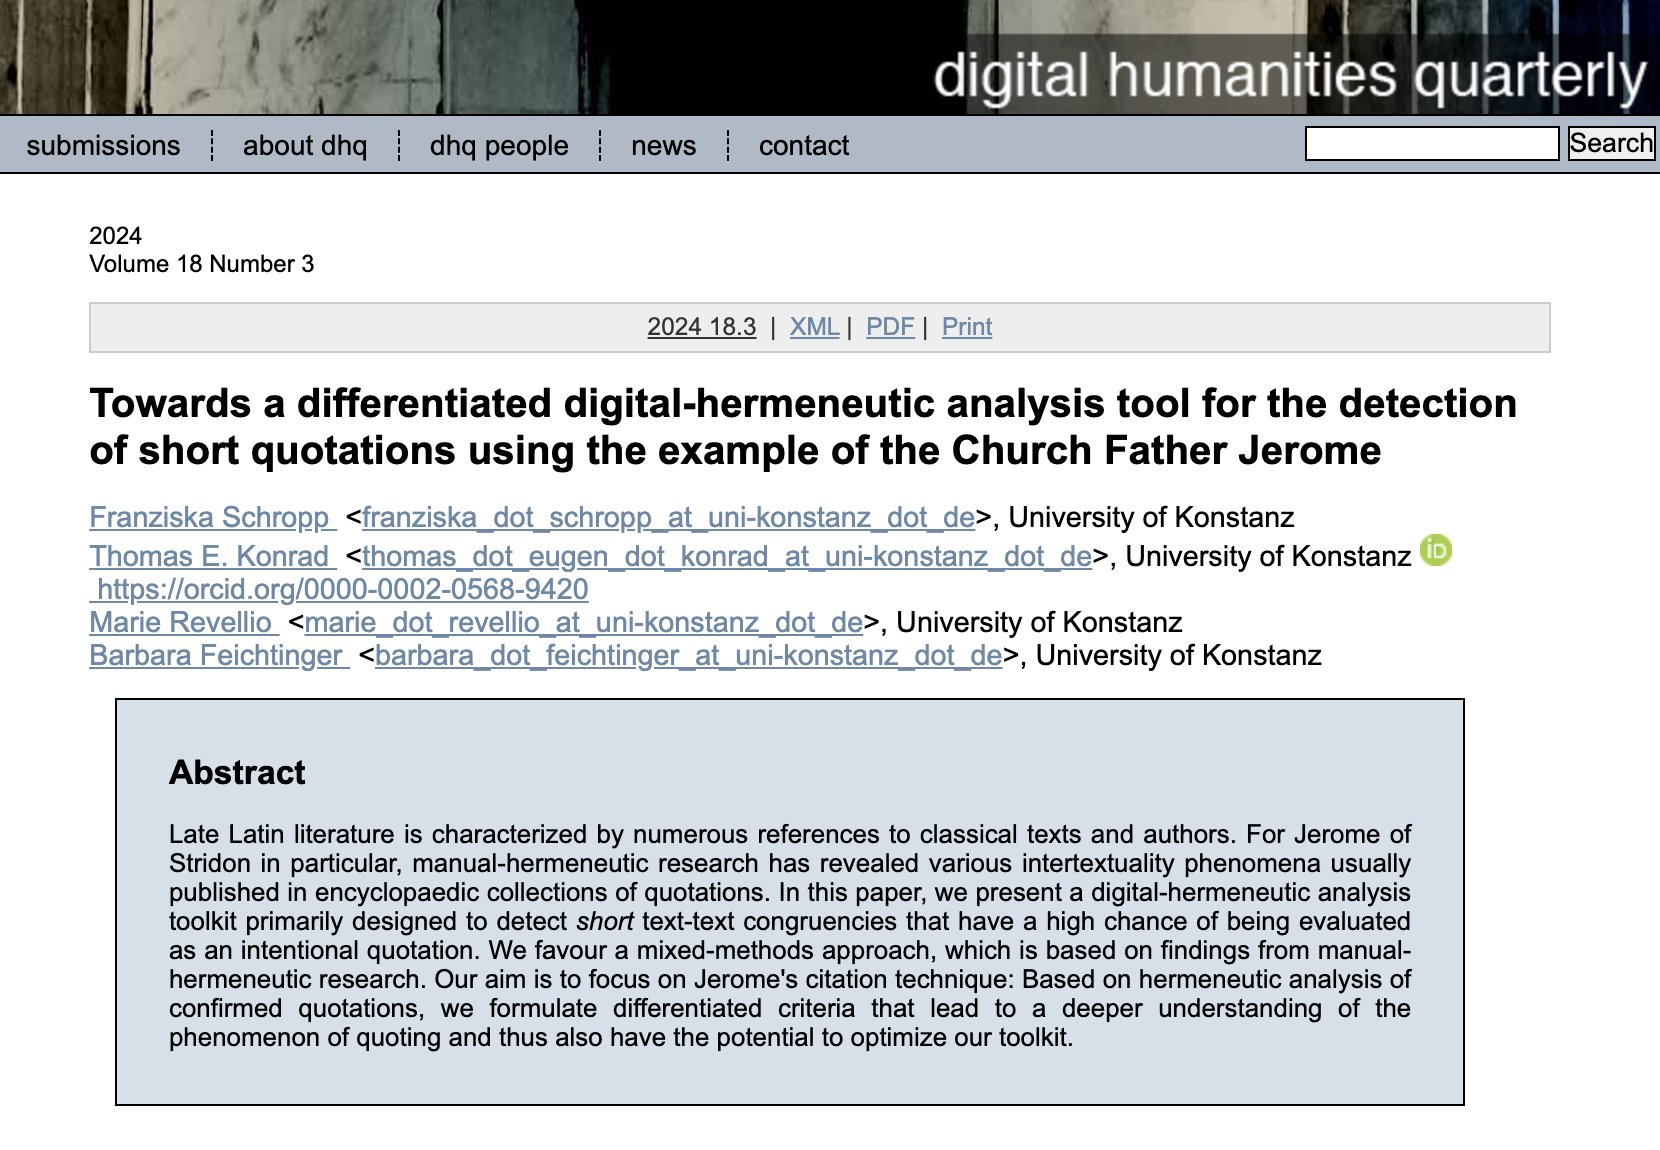 digital humanities quarterly
submissions about dhq dhq people news contact Search
2024
Volume 18 Number 3
2024 18.3 | XML | PDF | Print
Towards a differentiated digital-hermeneutic analysis tool for the detection
of short quotations using the example of the Church Father Jerome
Franziska Schropp <franziska_dot_schropp_at_uni-konstanz_dot_de>, University of Konstanz
Thomas E. Konrad <thomas_dot_eugen_dot_konrad_at_uni-konstanz_dot_de>, University of Konstanz iD
https://orcid.org/0000-0002-0568-9420
Marie Revellio <marie_dot_revellio_at_uni-konstanz_dot_de>, University of Konstanz
Barbara Feichtinger <barbara_dot_feichtinger_at_uni-konstanz_dot_de>, University of Konstanz
Abstract
Late Latin literature is characterized by numerous references to classical texts and authors. For Jerome of
Stridon in particular, manual-hermeneutic research has revealed various intertextuality phenomena usually
published in encyclopaedic collections of quotations. In this paper, we present a digital-hermeneutic analysis
toolkit primarily designed to detect short text-text congruencies that have a high chance of being evaluated
as an intentional quotation. We favour a mixed-methods approach, which is based on findings from manual-
hermeneutic research. Our aim is to focus on Jerome's citation technique: Based on hermeneutic analysis of
confirmed quotations, we formulate differentiated criteria that lead to a deeper understanding of the
phenomenon of quoting and thus also have the potential to optimize our toolkit.